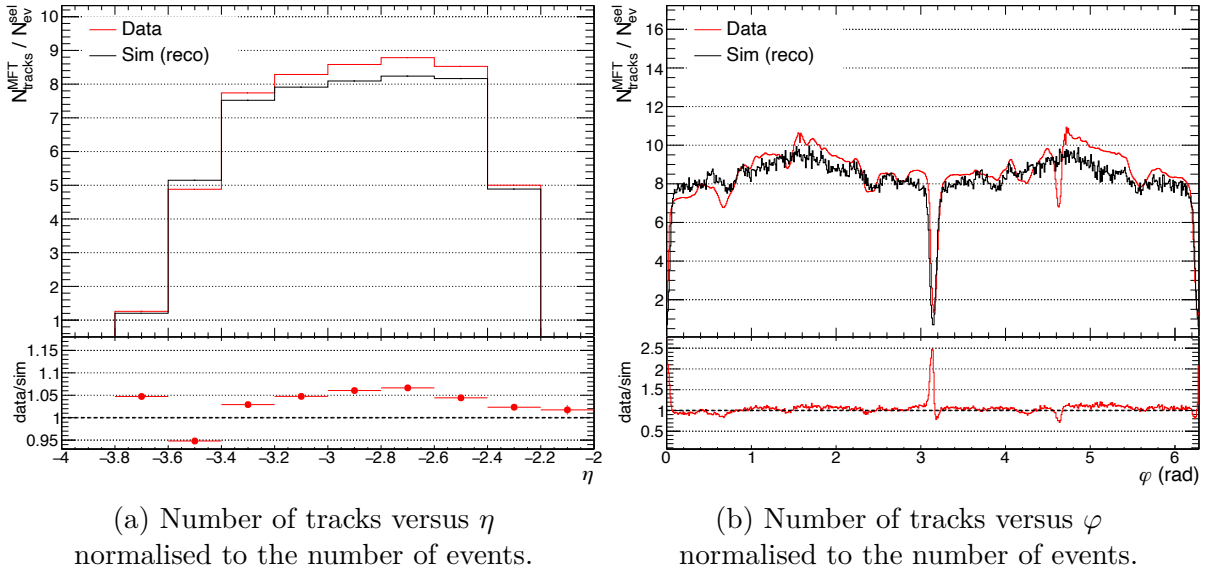 N^MFT_tracks / N^sel_ev
Data
Sim (reco)
10
9
8
7
6
5
4
3
2
1
data/sim
1.15
1.1
1.05
1
0.95
−4 −3.8 −3.6 −3.4 −3.2 −3 −2.8 −2.6 −2.4 −2.2 −2
η
(a) Number of tracks versus η
normalised to the number of events.
N^MFT_tracks / N^sel_ev
Data
Sim (reco)
16
14
12
10
8
6
4
2
data/sim
2.5
2
1.5
1
0.5
0 1 2 3 4 5 6
φ (rad)
(b) Number of tracks versus φ
normalised to the number of events.